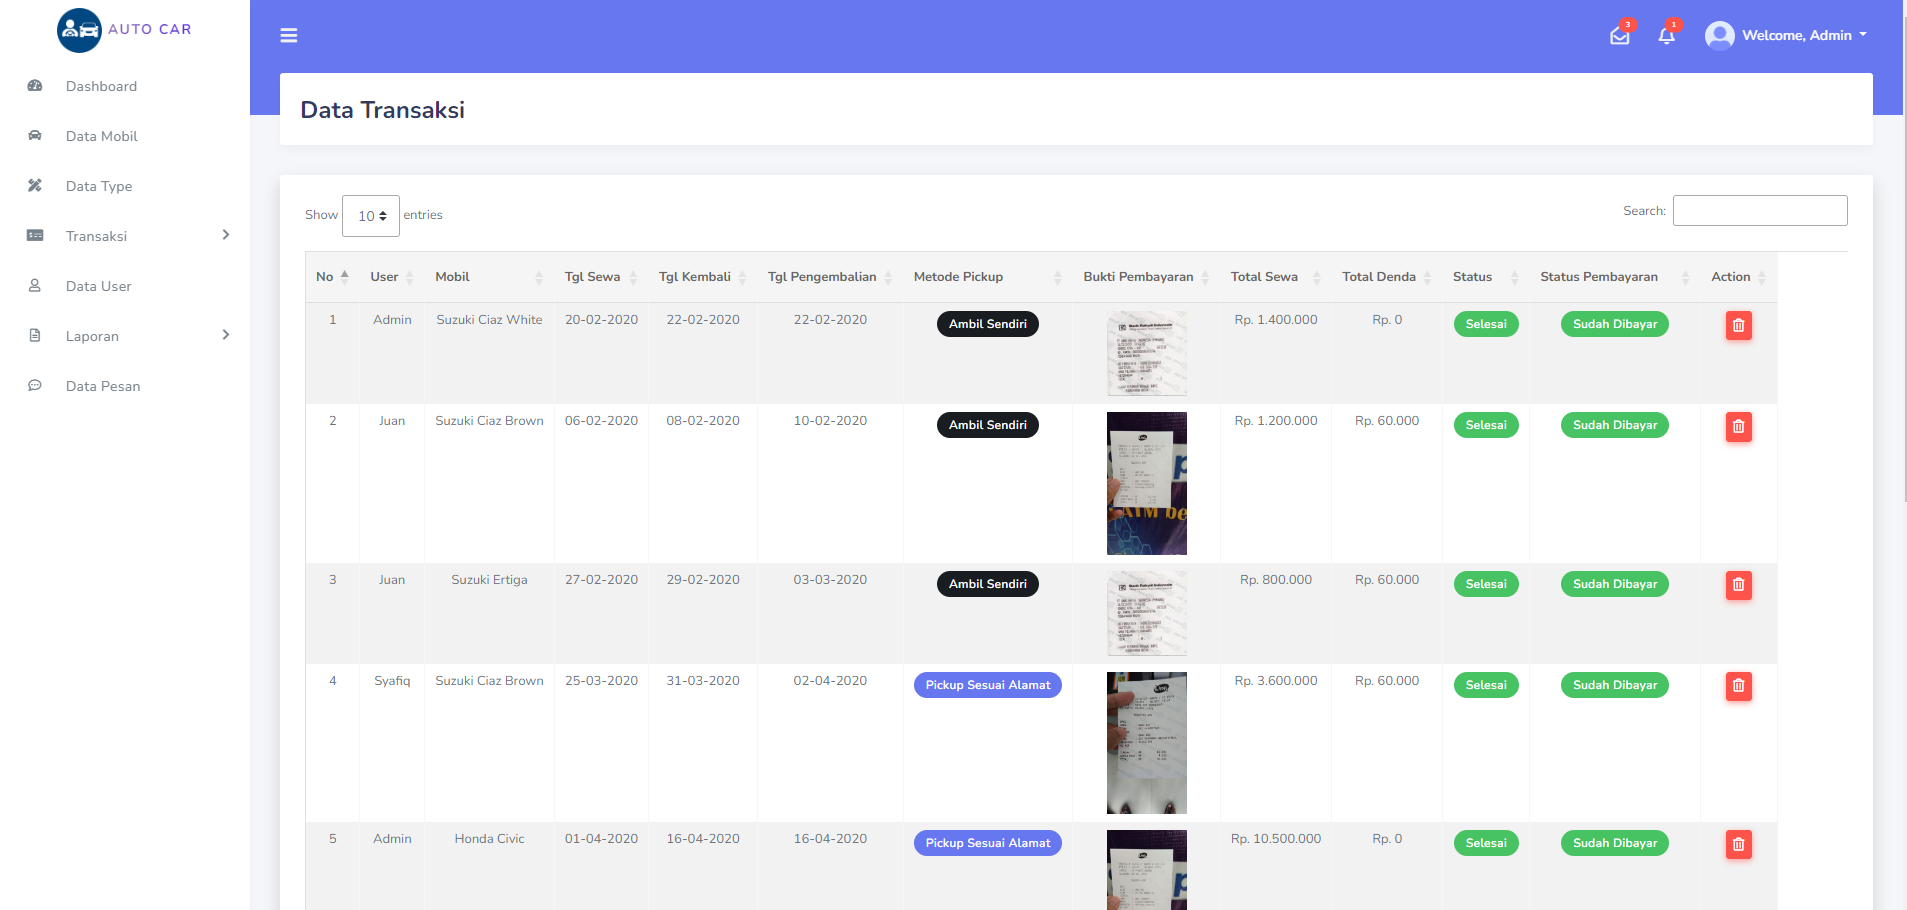 AUTO CAR
3
1
Welcome, Admin
Dashboard
Data Mobil
Data Type
Transaksi
Data User
Laporan
Data Pesan
Data Transaksi
Show 10 entries
Search:
No User Mobil Tgl Sewa Tgl Kembali Tgl Pengembalian Metode Pickup Bukti Pembayaran Total Sewa Total Denda Status Status Pembayaran Action
1 Admin Suzuki Ciaz White 20-02-2020 22-02-2020 22-02-2020 Ambil Sendiri Rp. 1.400.000 Rp. 0 Selesai Sudah Dibayar
Bank Rakyat Indonesia
2 Juan Suzuki Ciaz Brown 06-02-2020 08-02-2020 10-02-2020 Ambil Sendiri Rp. 1.200.000 Rp. 60.000 Selesai Sudah Dibayar
ATM be
3 Juan Suzuki Ertiga 27-02-2020 29-02-2020 03-03-2020 Ambil Sendiri Rp. 800.000 Rp. 60.000 Selesai Sudah Dibayar
Bank Rakyat Indonesia
4 Syafiq Suzuki Ciaz Brown 25-03-2020 31-03-2020 02-04-2020 Pickup Sesuai Alamat Rp. 3.600.000 Rp. 60.000 Selesai Sudah Dibayar
5 Admin Honda Civic 01-04-2020 16-04-2020 16-04-2020 Pickup Sesuai Alamat Rp. 10.500.000 Rp. 0 Selesai Sudah Dibayar